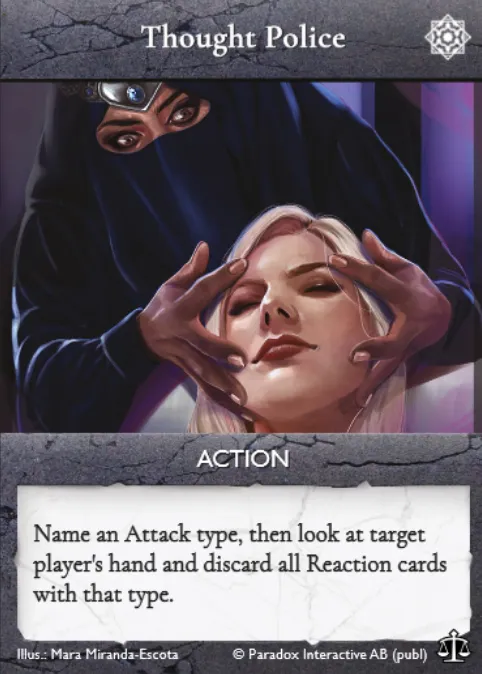 Thought Police
ACTION
Name an Attack type, then look at target
player's hand and discard all Reaction cards
with that type.
Illus.: Mara Miranda-Escota © Paradox Interactive AB (publ)